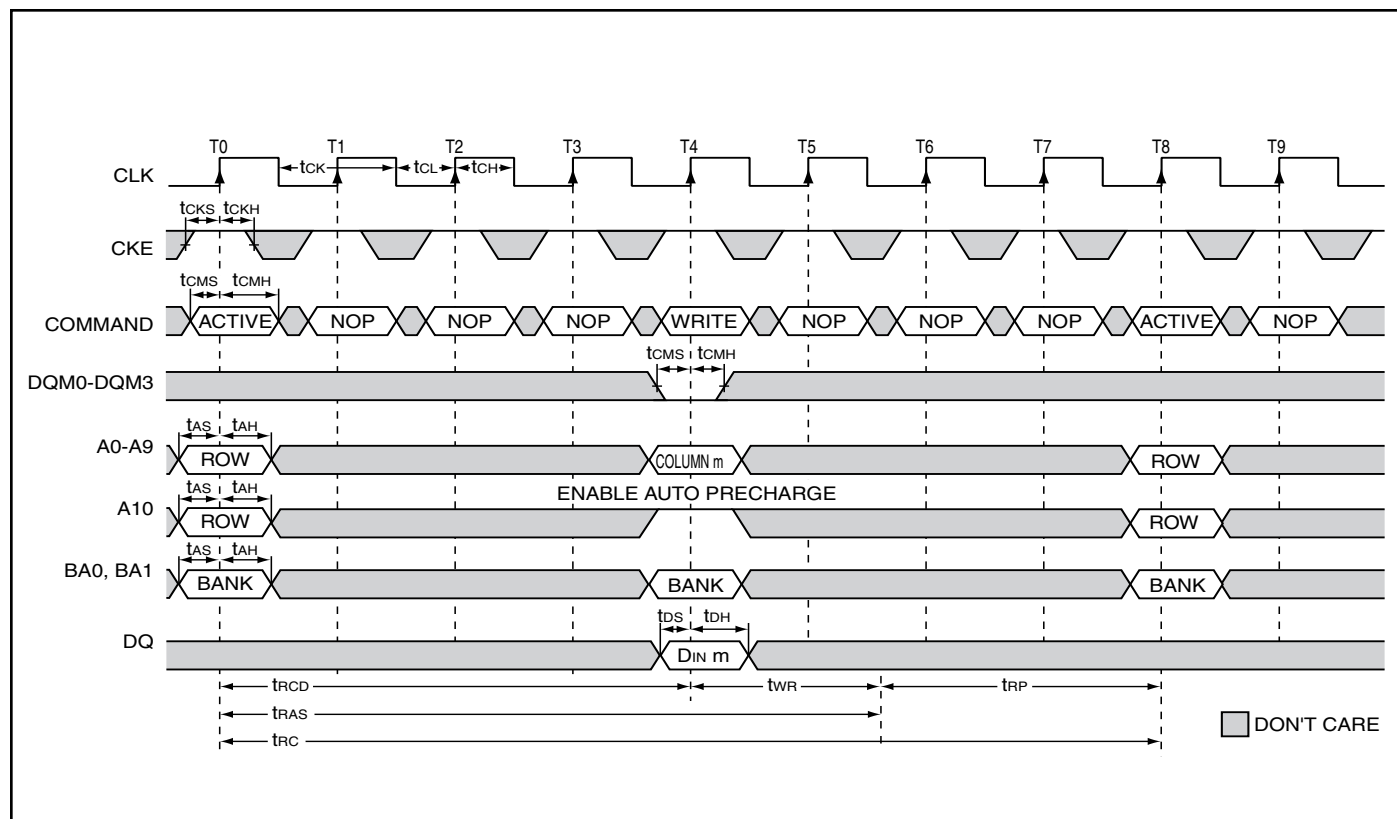 T0 T1 T2 T3 T4 T5 T6 T7 T8 T9
CLK tCK tCL tCH
tCKS tCKH
CKE
tCMS tCMH
COMMAND ACTIVE NOP NOP NOP WRITE NOP NOP NOP ACTIVE NOP
tCMS tCMH
DQM0-DQM3
tAS tAH
A0-A9 ROW COLUMN m ROW
tAS tAH ENABLE AUTO PRECHARGE
A10 ROW ROW
tAS tAH
BA0, BA1 BANK BANK BANK
tDS tDH
DQ DIN m
tRCD tWR tRP
tRAS
tRC
DON'T CARE